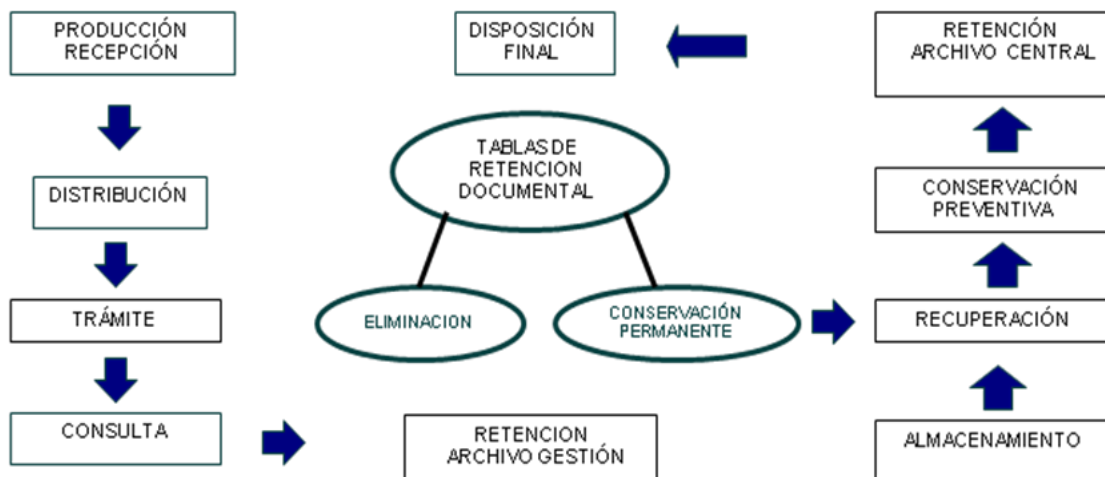 PRODUCCIÓN
RECEPCIÓN
DISPOSICIÓN
FINAL
RETENCIÓN
ARCHIVO CENTRAL
TABLAS DE
RETENCION
DOCUMENTAL
DISTRIBUCIÓN
CONSERVACIÓN
PREVENTIVA
TRÁMITE
ELIMINACION
CONSERVACIÓN
PERMANENTE
RECUPERACIÓN
CONSULTA
RETENCION
ARCHIVO GESTIÓN
ALMACENAMIENTO